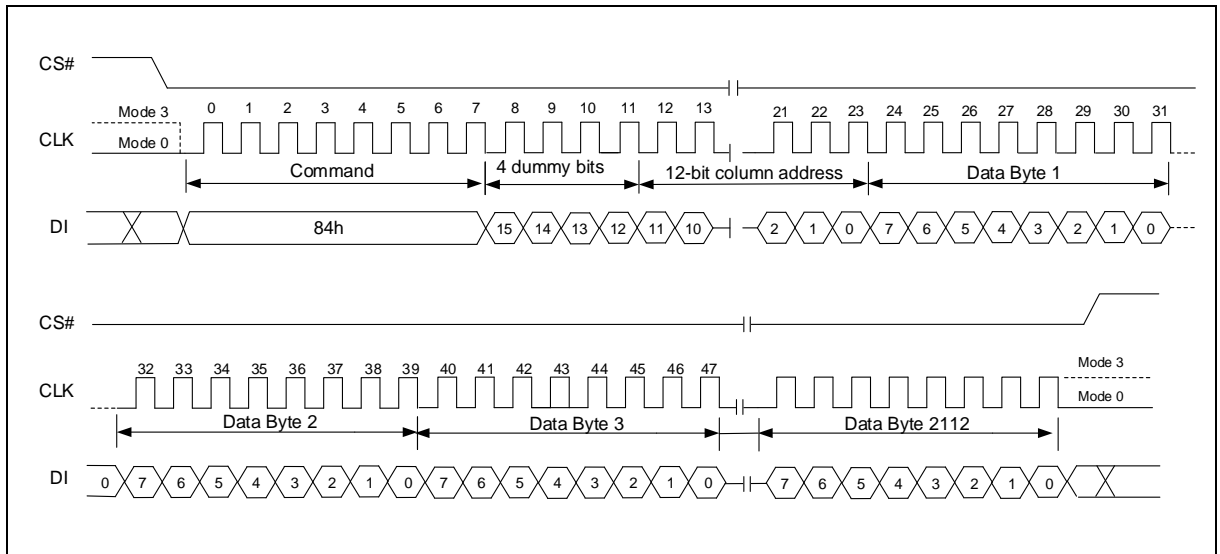 CS#
Mode 3
0 1 2 3 4 5 6 7 8 9 10 11 12 13 21 22 23 24 25 26 27 28 29 30 31
CLK
Mode 0
Command 4 dummy bits 12-bit column address Data Byte 1
DI 84h 15 14 13 12 11 10 2 1 0 7 6 5 4 3 2 1 0
CS#
32 33 34 35 36 37 38 39 40 41 42 43 44 45 46 47 Mode 3
CLK Mode 0
Data Byte 2 Data Byte 3 Data Byte 2112
DI 0 7 6 5 4 3 2 1 0 7 6 5 4 3 2 1 0 7 6 5 4 3 2 1 0